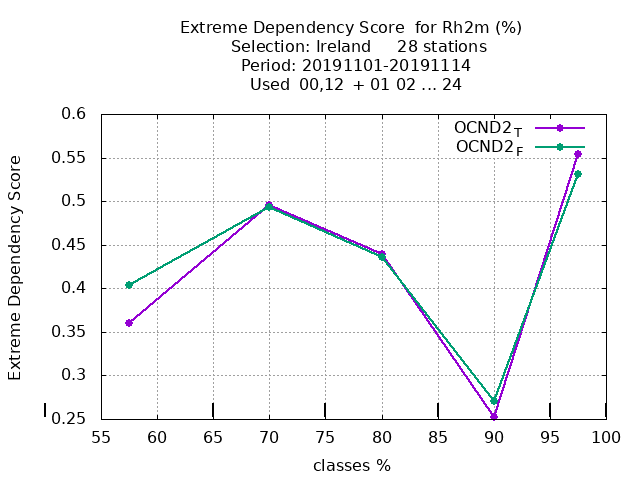 Extreme Dependency Score  for Rh2m (%)
Selection: Ireland     28 stations
Period: 20191101-20191114
Used  00,12  + 01 02 ... 24
OCND2_T
OCND2_F
Extreme Dependency Score
0.6
0.55
0.5
0.45
0.4
0.35
0.3
0.25
55 60 65 70 75 80 85 90 95 100
classes %